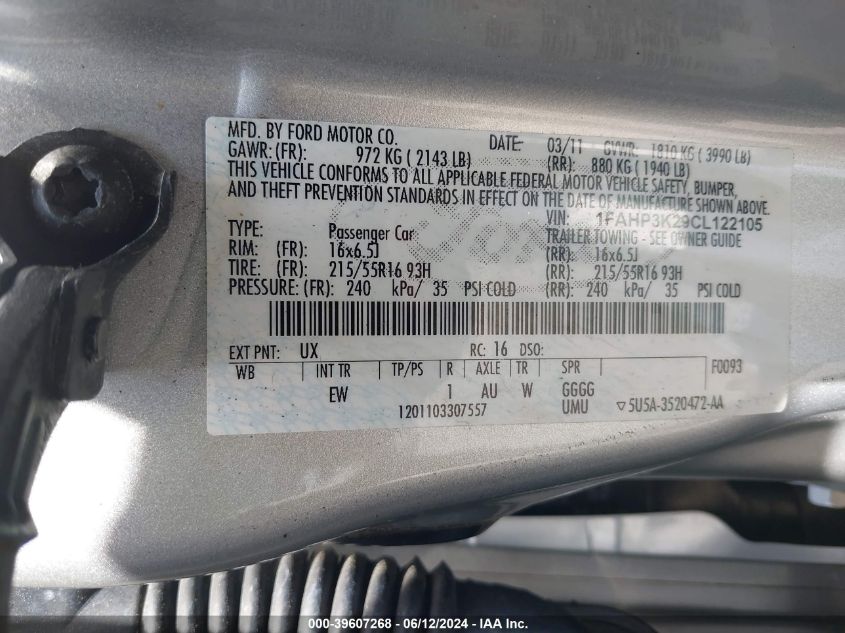 MFD. BY FORD MOTOR CO. DATE: 03/11 GVWR: 1810 KG ( 3990 LB)
GAWR: (FR): 972 KG ( 2143 LB) (RR): 880 KG ( 1940 LB)
THIS VEHICLE CONFORMS TO ALL APPLICABLE FEDERAL MOTOR VEHICLE SAFETY, BUMPER,
AND THEFT PREVENTION STANDARDS IN EFFECT ON THE DATE OF MANUFACTURE SHOWN ABOVE.
VIN: 1FAHP3K29CL122105
TYPE: Passenger Car TRAILER TOWING - SEE OWNER GUIDE
RIM: (FR): 16x6.5J (RR): 16x6.5J
TIRE: (FR): 215/55R16 93H (RR): 215/55R16 93H
PRESSURE: (FR): 240 kPa/ 35 PSI COLD (RR): 240 kPa/ 35 PSI COLD
EXT PNT: UX RC: 16 DSO:
WB INT TR TP/PS R AXLE TR SPR F0093
EW 1 AU W GGGG
1201103307557 UMU ▽5U5A-3520472-AA
000-39607268 - 06/12/2024 - IAA Inc.